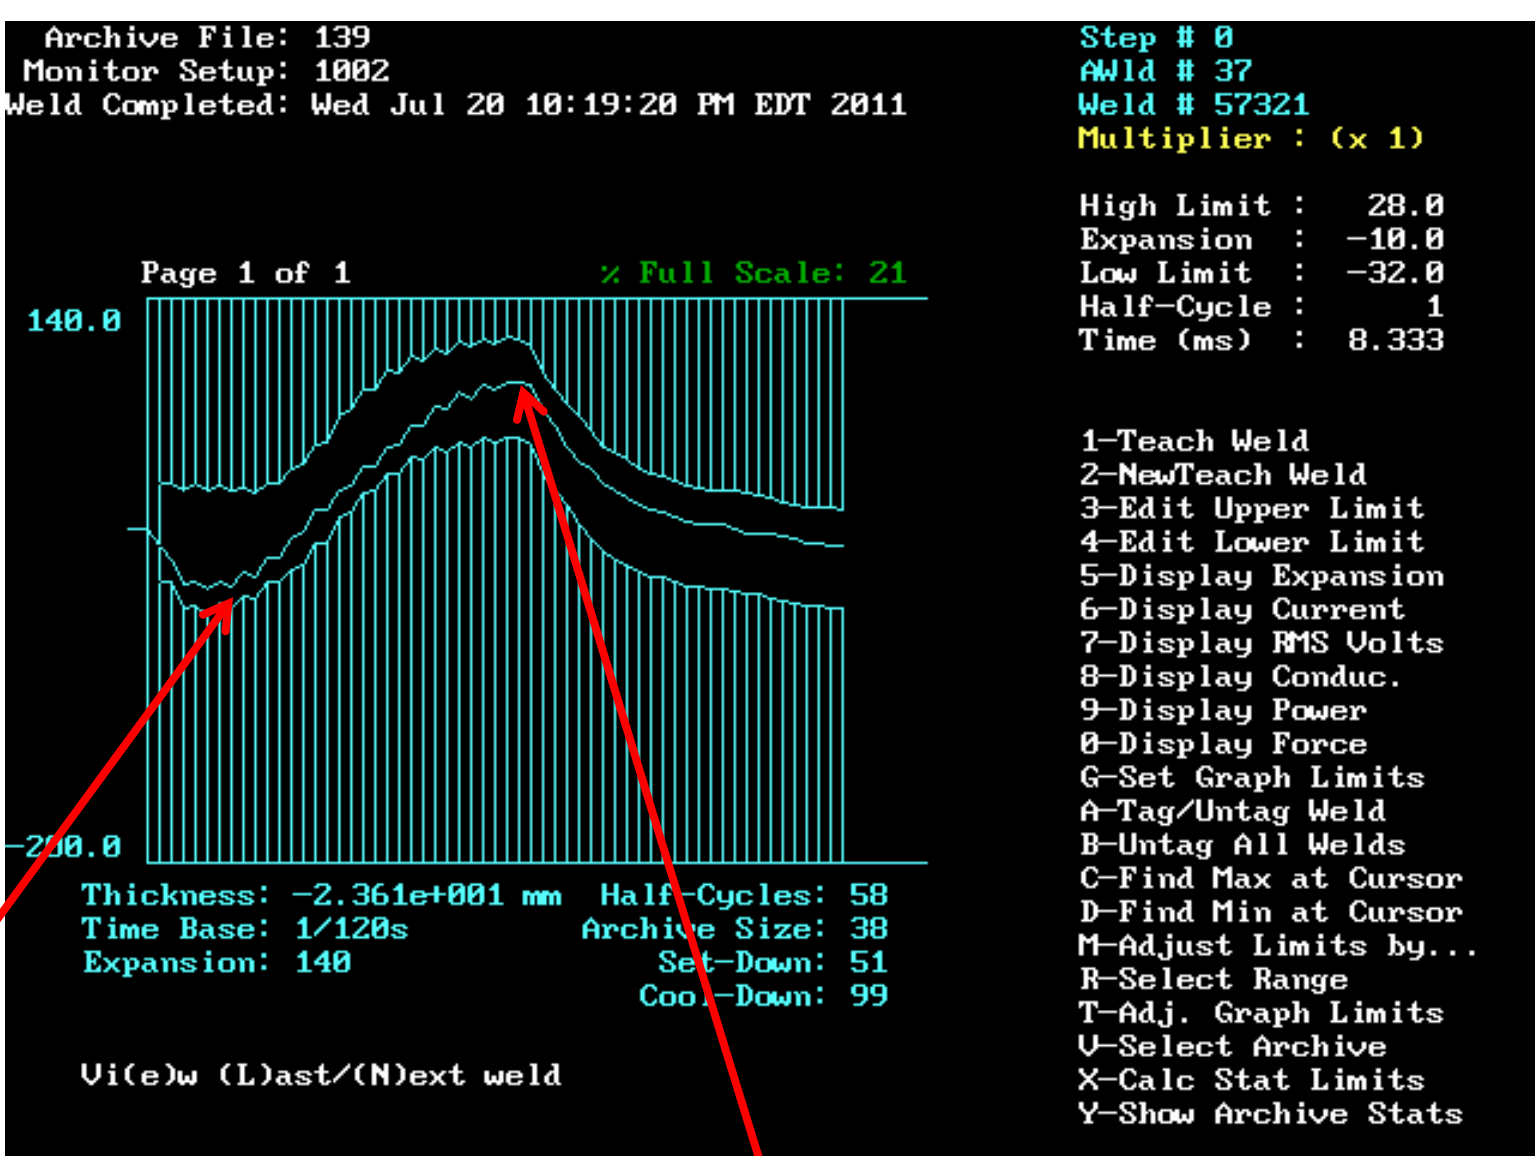 Archive File: 139
Monitor Setup: 1002
Weld Completed: Wed Jul 20 10:19:20 PM EDT 2011
Step # 0
AWld # 37
Weld # 57321
Multiplier : (x 1)
High Limit : 28.0
Expansion : -10.0
Low Limit : -32.0
Half-Cycle : 1
Time (ms) : 8.333
Page 1 of 1 % Full Scale: 21
140.0
-200.0
Thickness: -2.361e+001 mm Half-Cycles: 58
Time Base: 1/120s Archive Size: 38
Expansion: 140 Set-Down: 51
Cool-Down: 99
Vi(e)w (L)ast/(N)ext weld
1-Teach Weld
2-NewTeach Weld
3-Edit Upper Limit
4-Edit Lower Limit
5-Display Expansion
6-Display Current
7-Display RMS Volts
8-Display Conduc.
9-Display Power
0-Display Force
G-Set Graph Limits
A-Tag/Untag Weld
B-Untag All Welds
C-Find Max at Cursor
D-Find Min at Cursor
M-Adjust Limits by...
R-Select Range
T-Adj. Graph Limits
V-Select Archive
X-Calc Stat Limits
Y-Show Archive Stats